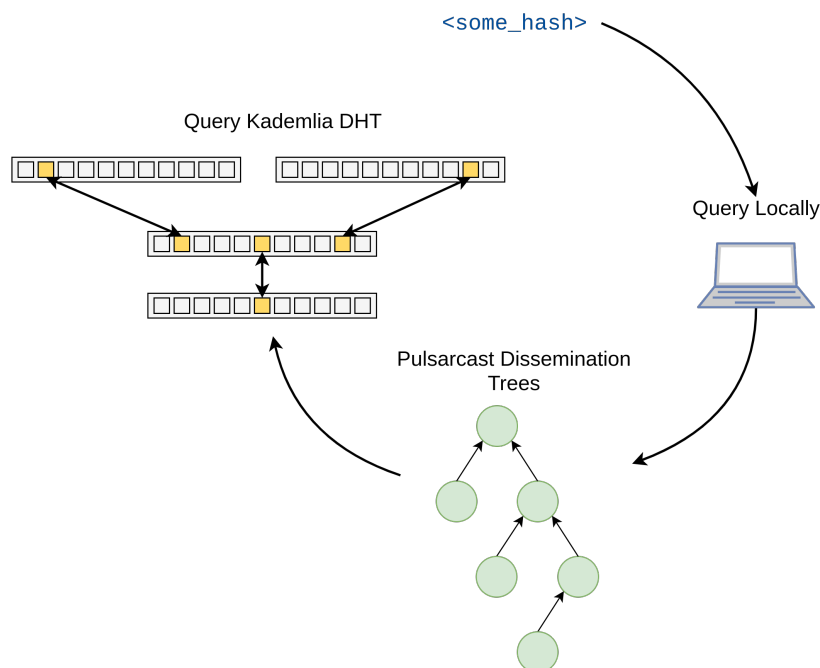 <some_hash>
Query Kademlia DHT
Query Locally
Pulsarcast Dissemination
Trees